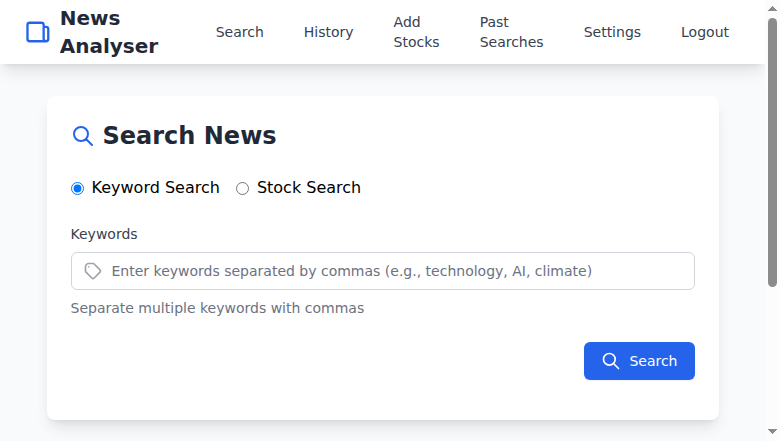 News
Analyser
Search
History
Add
Stocks
Past
Searches
Settings
Logout
Search News
Keyword Search
Stock Search
Keywords
Enter keywords separated by commas (e.g., technology, AI, climate)
Separate multiple keywords with commas
Search